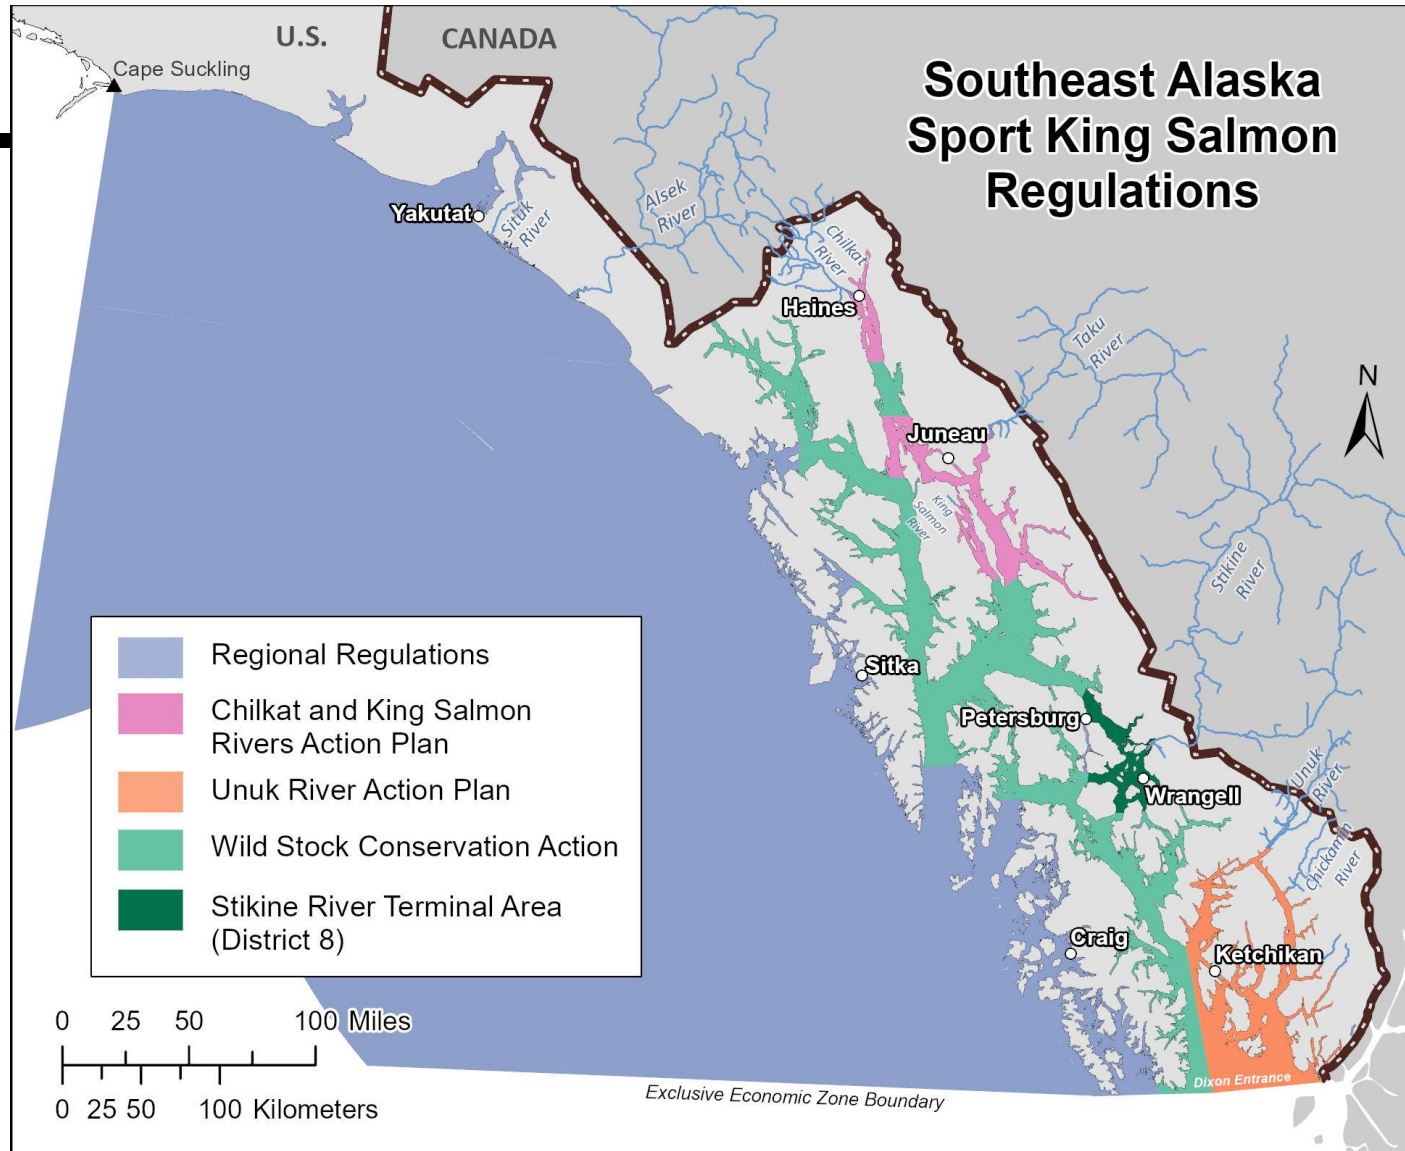 U.S.
CANADA
Cape Suckling
Southeast Alaska
Sport King Salmon
Regulations
Yakutat
Situk
River
Alsek
River
Chilkat
River
Haines
Taku
River
N
Juneau
King
Salmon
River
Stikine
River
Sitka
Petersburg
Wrangell
Unuk
River
Chickamin
River
Craig
Ketchikan
Regional Regulations
Chilkat and King Salmon
Rivers Action Plan
Unuk River Action Plan
Wild Stock Conservation Action
Stikine River Terminal Area
(District 8)
0 25 50 100 Miles
0 25 50 100 Kilometers
Dixon Entrance
Exclusive Economic Zone Boundary